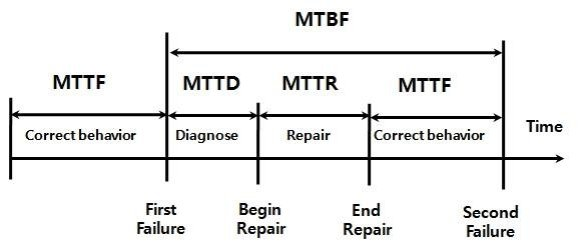 MTBF
MTTF MTTD MTTR MTTF
Correct behavior Diagnose Repair Correct behavior
Time
First Failure
Begin Repair
End Repair
Second Failure